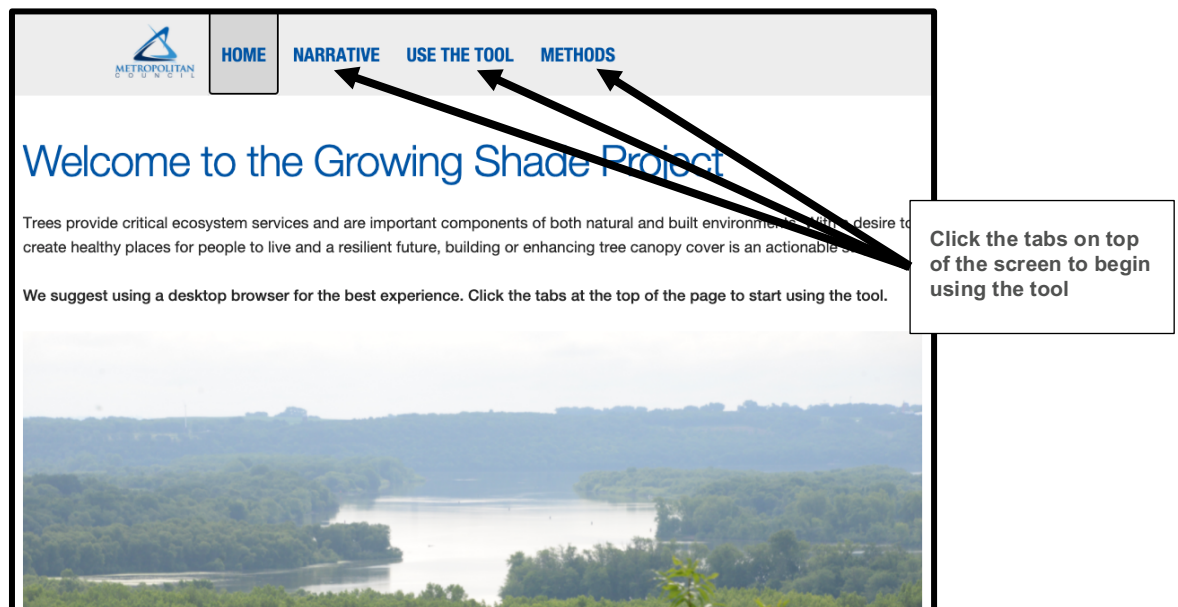 METROPOLITAN
COUNCIL
HOME NARRATIVE USE THE TOOL METHODS
Welcome to the Growing Shade Project
Trees provide critical ecosystem services and are important components of both natural and built environments. With desire to
create healthy places for people to live and a resilient future, building or enhancing tree canopy cover is an actionable
We suggest using a desktop browser for the best experience. Click the tabs at the top of the page to start using the tool.
Click the tabs on top
of the screen to begin
using the tool